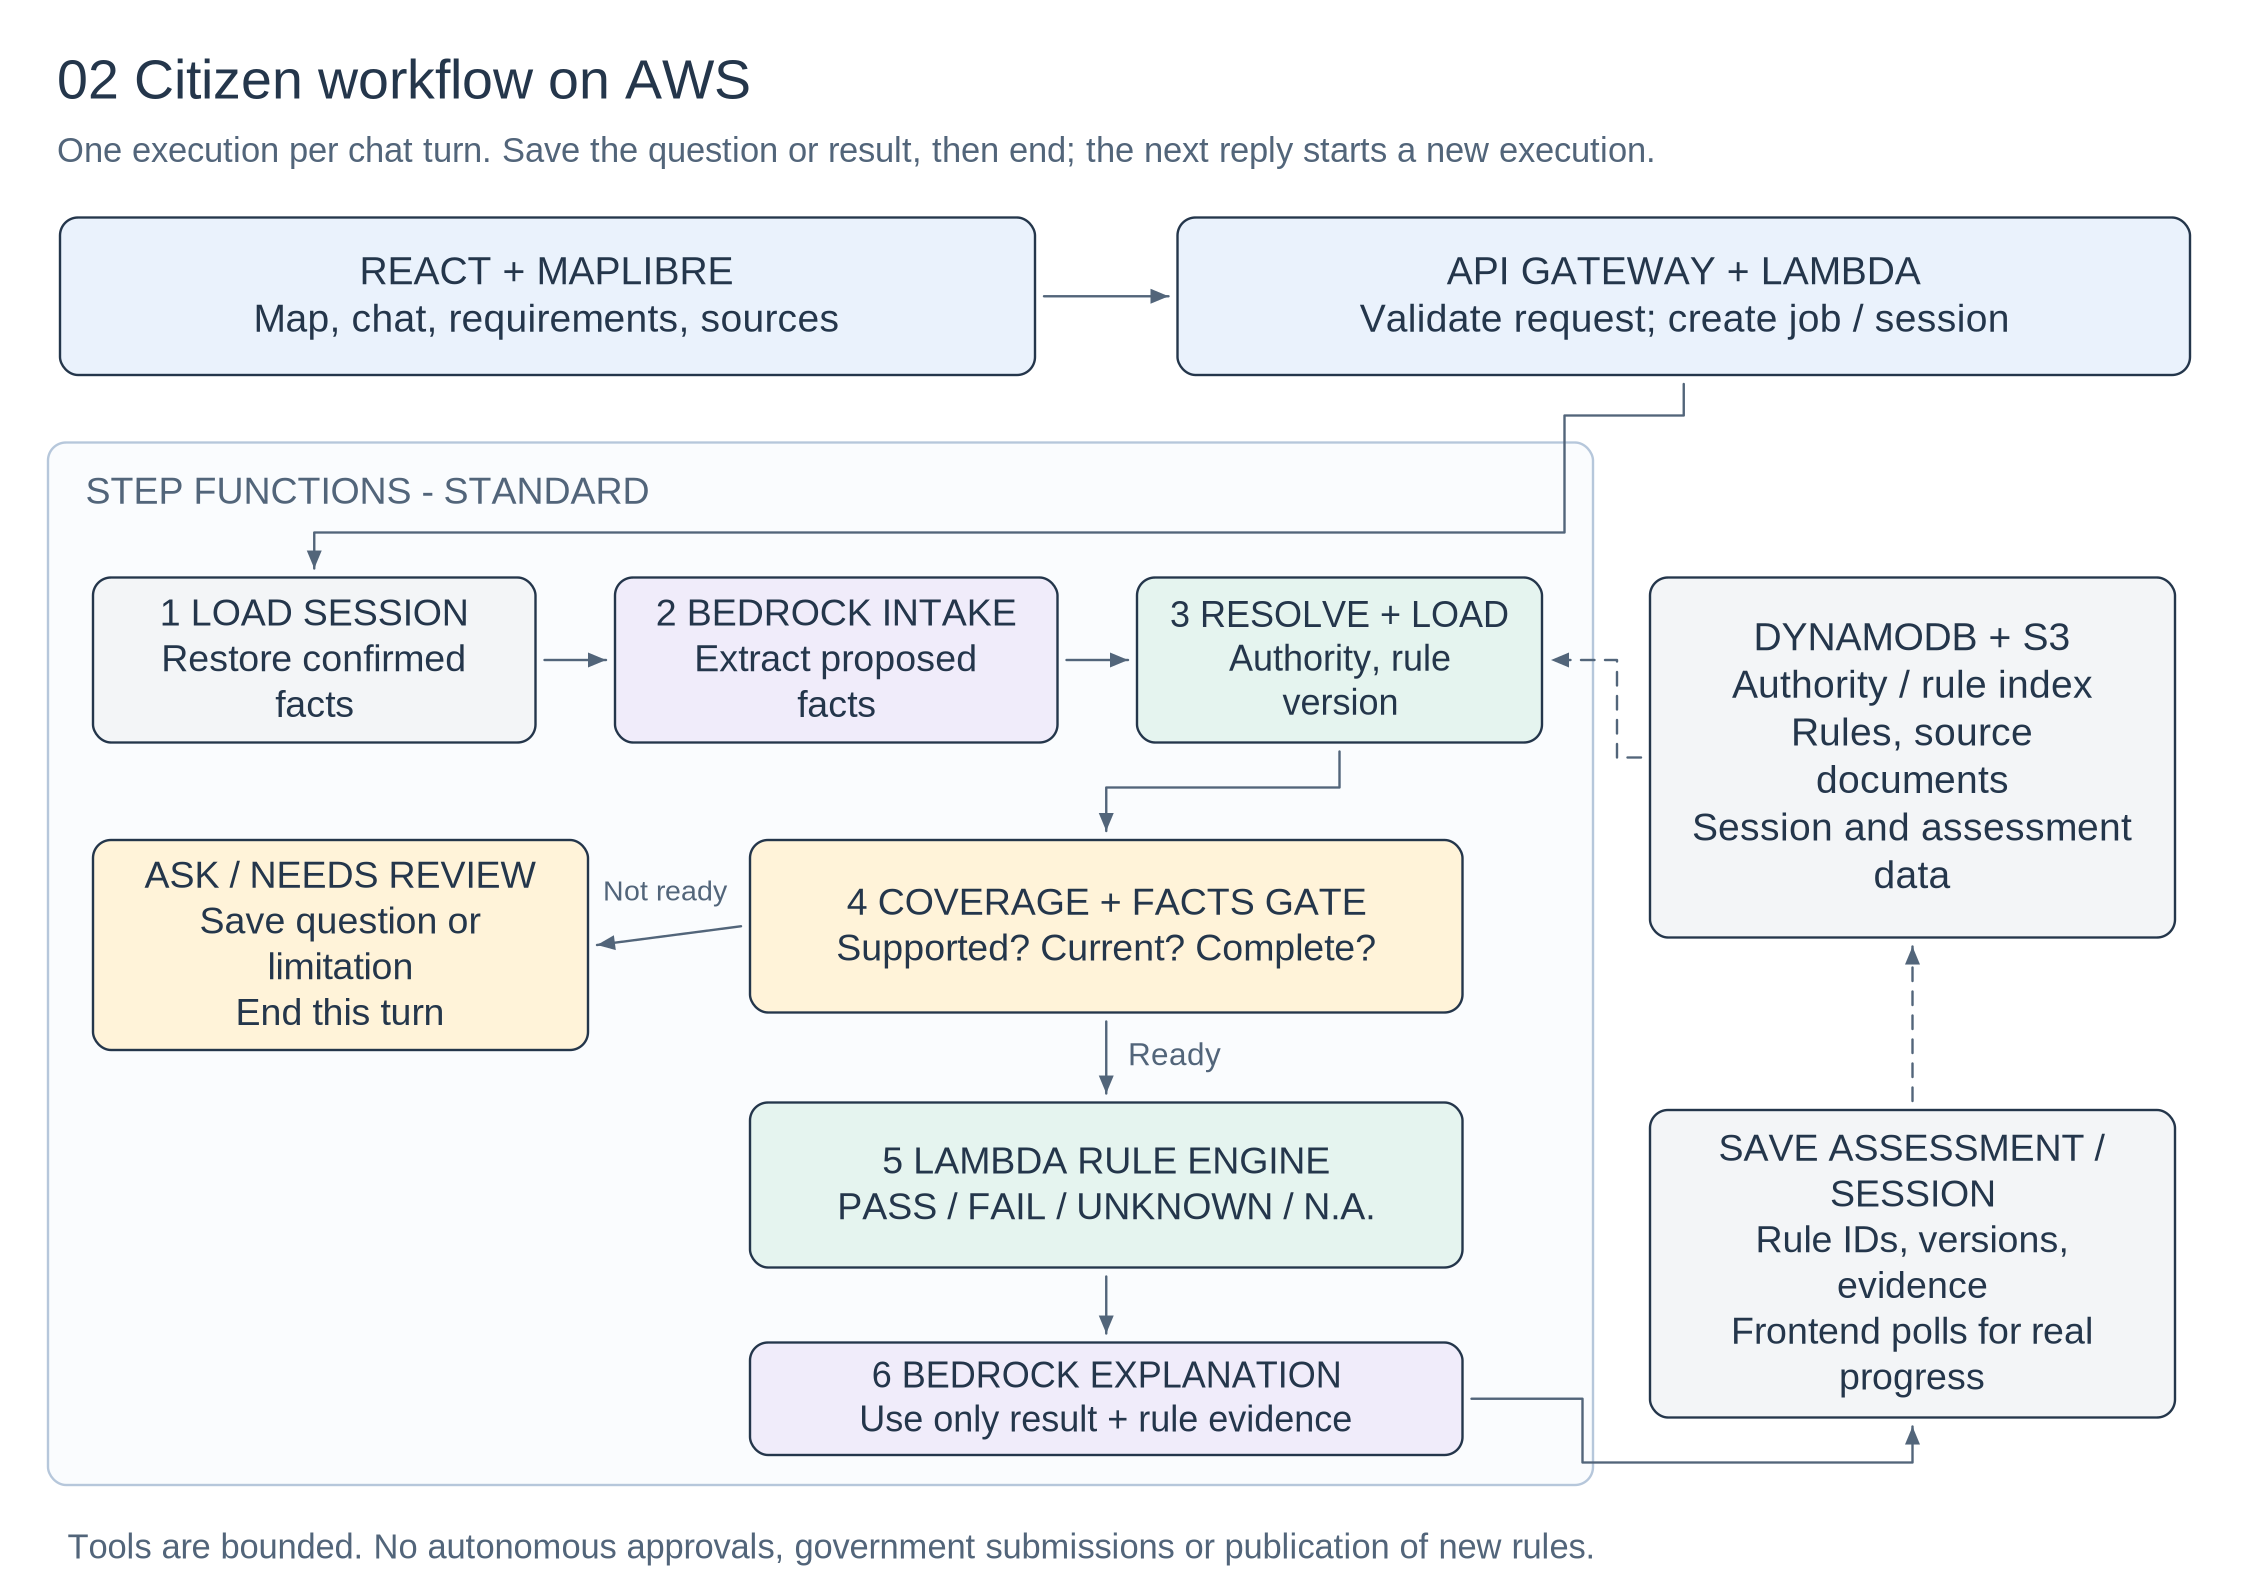 02 Citizen workflow on AWS
One execution per chat turn. Save the question or result, then end; the next reply starts a new execution.
REACT + MAPLIBRE
Map, chat, requirements, sources
API GATEWAY + LAMBDA
Validate request; create job / session
STEP FUNCTIONS - STANDARD
1 LOAD SESSION
Restore confirmed
facts
2 BEDROCK INTAKE
Extract proposed
facts
3 RESOLVE + LOAD
Authority, rule
version
DYNAMODB + S3
Authority / rule index
Rules, source
documents
Session and assessment
data
ASK / NEEDS REVIEW
Save question or
limitation
End this turn
Not ready
4 COVERAGE + FACTS GATE
Supported? Current? Complete?
Ready
5 LAMBDA RULE ENGINE
PASS / FAIL / UNKNOWN / N.A.
SAVE ASSESSMENT /
SESSION
Rule IDs, versions,
evidence
Frontend polls for real
progress
6 BEDROCK EXPLANATION
Use only result + rule evidence
Tools are bounded. No autonomous approvals, government submissions or publication of new rules.